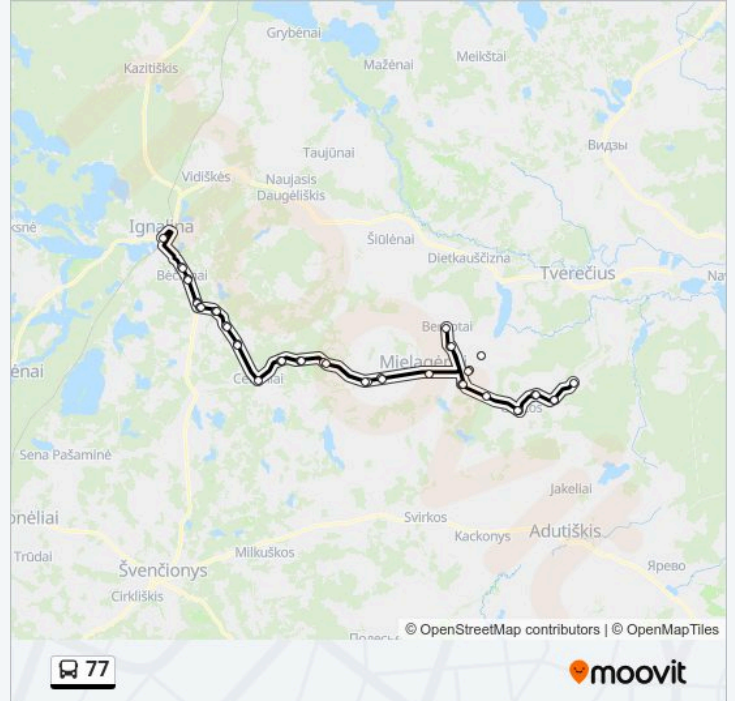 Grybėnai
Kazitiškis
Mažėnai
Meikštai
Видзы
Taujūnai
Vidiškės
Naujasis
Daugėliškis
Ignalina
Šiūlėnai
Dietkauščizna
Tverečius
Mielagėnai
Sena Pašaminė
Jakeliai
Svirkos
Kackonys
Adutiškis
Milkuškos
Trūdai
Švenčionys
Cirkliškis
Ярево
© OpenStreetMap contributors | © OpenMapTiles
77
moovit